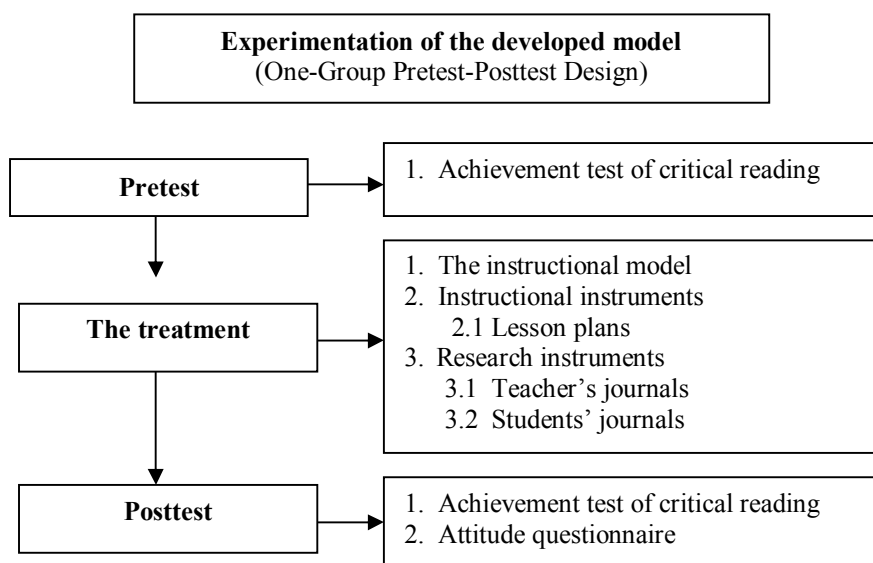 Experimentation of the developed model
(One-Group Pretest-Posttest Design)
Pretest
1. Achievement test of critical reading
The treatment
1. The instructional model
2. Instructional instruments
2.1 Lesson plans
3. Research instruments
3.1 Teacher’s journals
3.2 Students’ journals
Posttest
1. Achievement test of critical reading
2. Attitude questionnaire